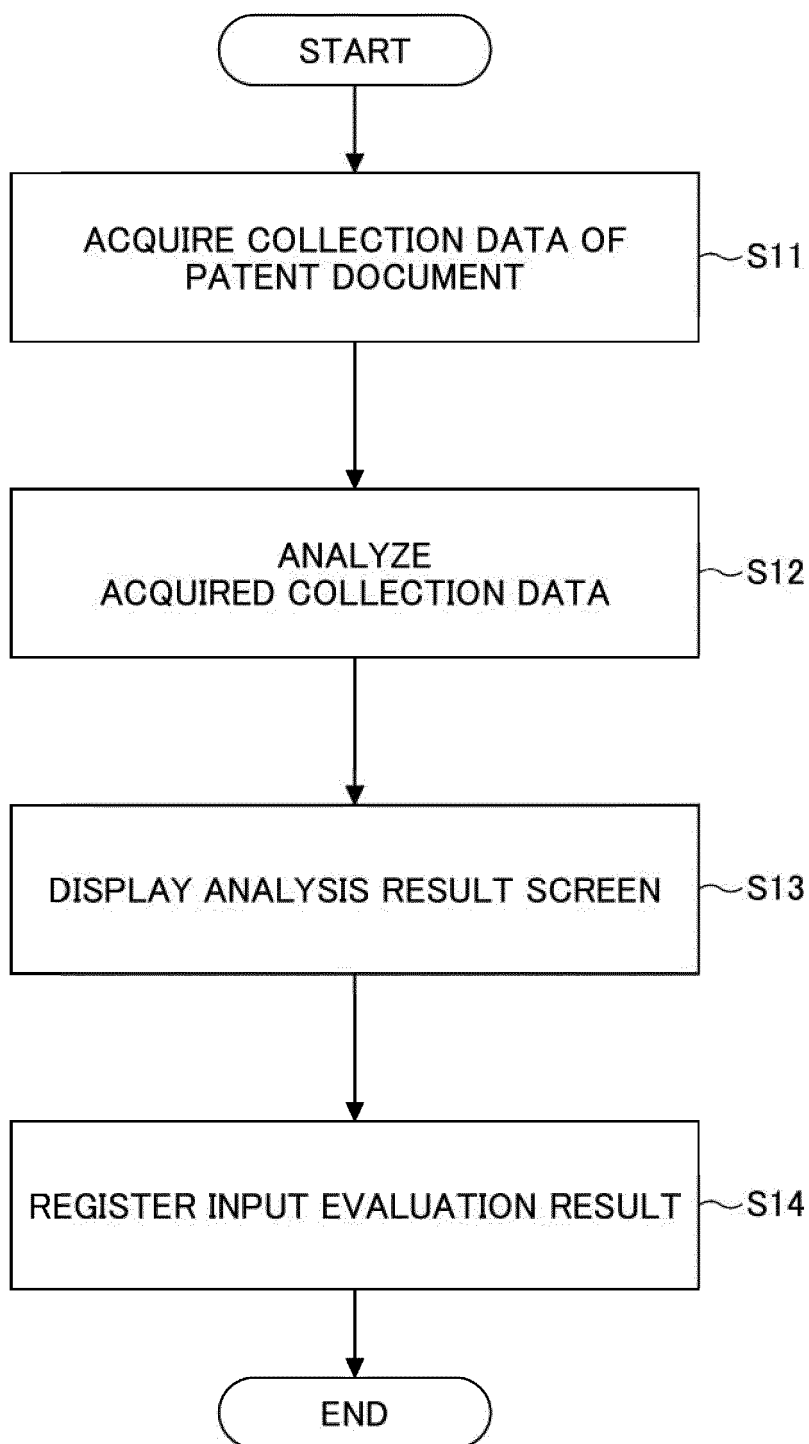 START
ACQUIRE COLLECTION DATA OF
PATENT DOCUMENT
S11
ANALYZE
ACQUIRED COLLECTION DATA
S12
DISPLAY ANALYSIS RESULT SCREEN
S13
REGISTER INPUT EVALUATION RESULT
S14
END